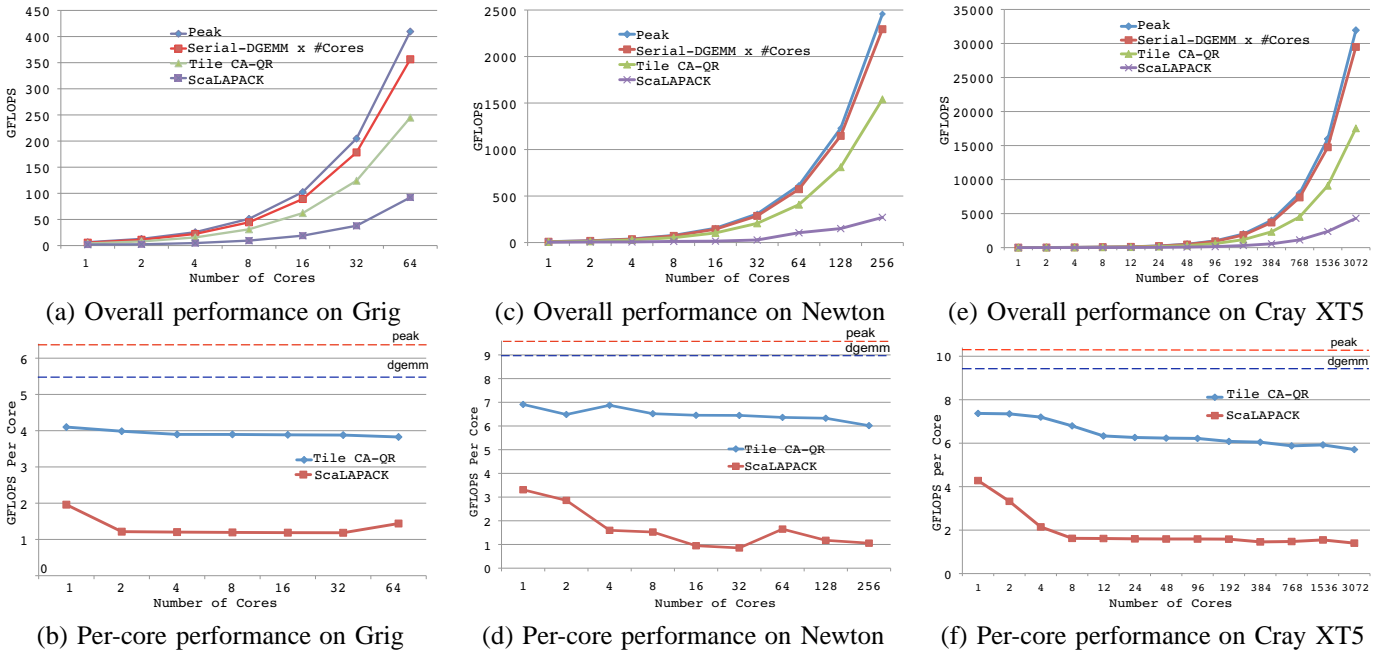 450
400
350
300
250
200
150
100
50
0
GFLOPS
Peak
Serial-DGEMM x #Cores
Tile CA-QR
ScaLAPACK
1 2 4 8 16 32 64
Number of Cores
(a) Overall performance on Grig
2500
2000
1500
1000
500
0
GFLOPS
Peak
Serial-DGEMM x #Cores
Tile CA-QR
ScaLAPACK
1 2 4 8 16 32 64 128 256
Number of Cores
(c) Overall performance on Newton
35000
30000
25000
20000
15000
10000
5000
0
GFLOPS
Peak
Serial-DGEMM x #Cores
Tile CA-QR
ScaLAPACK
1 2 4 8 12 24 48 96 192 384 768 1536 3072
Number of Cores
(e) Overall performance on Cray XT5
peak
dgemm
6
5
4
3
2
1
0
GFLOPS Per Core
Tile CA-QR
ScaLAPACK
1 2 4 8 16 32 64
Number of Cores
(b) Per-core performance on Grig
peak
dgemm
9
8
7
6
5
4
3
2
1
0
GFLOPS Per Core
Tile CA-QR
ScaLAPACK
1 2 4 8 16 32 64 128 256
Number of Cores
(d) Per-core performance on Newton
peak
dgemm
10
8
6
4
2
0
GFLOPS per Core
Tile CA-QR
ScaLAPACK
1 2 4 8 12 24 48 96 192 384 768 1536 3072
Number of Cores
(f) Per-core performance on Cray XT5